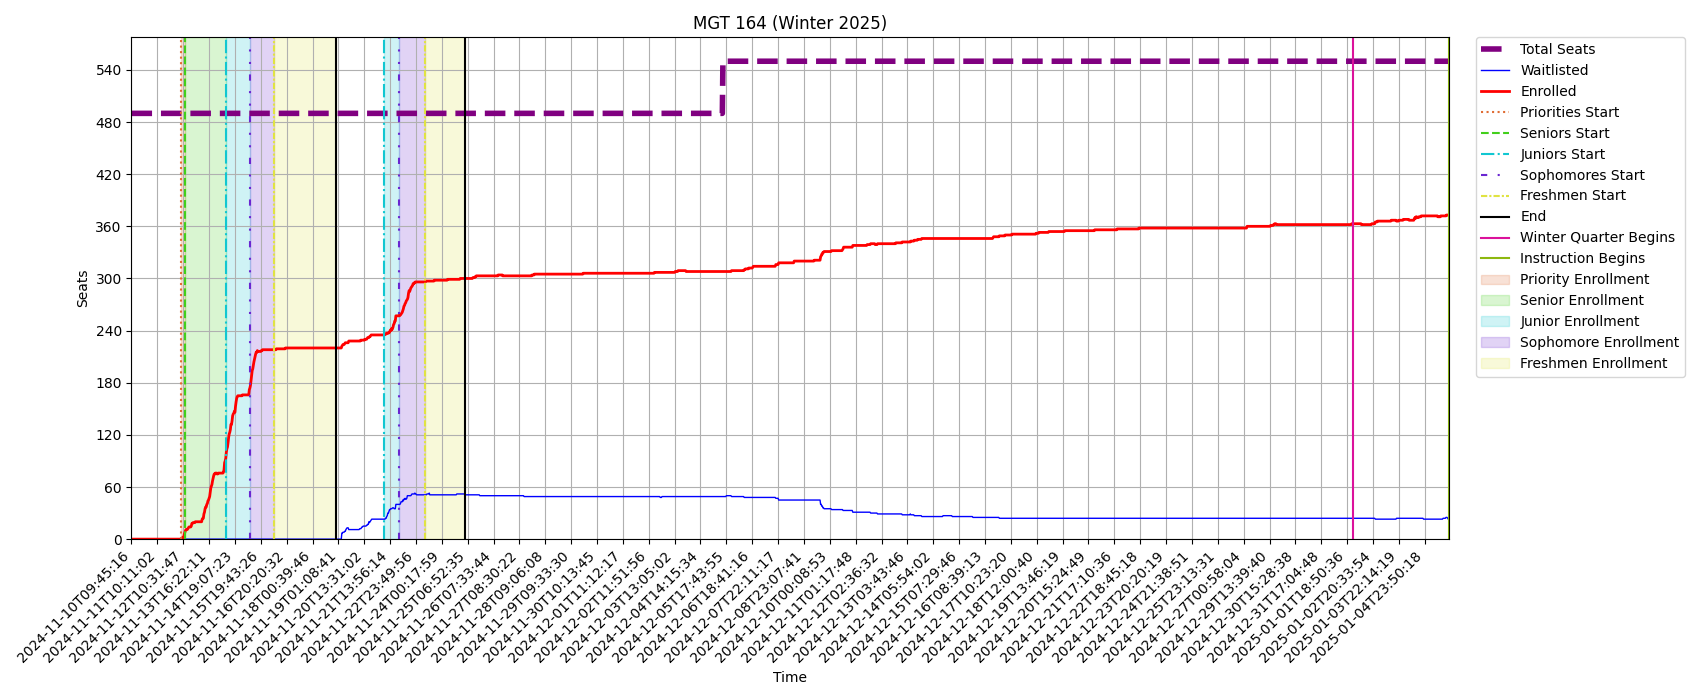 MGT 164 (Winter 2025)
Seats
540
480
420
360
300
240
180
120
60
0
2024-11-10T09:45:16
2024-11-11T10:11:02
2024-11-12T10:31:47
2024-11-13T16:22:11
2024-11-14T19:07:23
2024-11-15T19:43:26
2024-11-16T20:20:32
2024-11-18T00:39:46
2024-11-19T01:08:41
2024-11-20T13:31:02
2024-11-22T13:56:14
2024-11-22T23:49:56
2024-11-24T00:17:59
2024-11-25T06:52:35
2024-11-26T07:33:44
2024-11-27T08:30:22
2024-11-28T09:06:08
2024-11-29T09:33:30
2024-11-30T10:13:45
2024-12-01T11:12:17
2024-12-02T11:51:56
2024-12-03T13:05:02
2024-12-04T14:15:34
2024-12-05T17:43:55
2024-12-06T18:41:16
2024-12-07T22:11:17
2024-12-08T23:07:41
2024-12-10T00:08:53
2024-12-11T01:17:48
2024-12-12T02:36:32
2024-12-13T03:43:46
2024-12-14T05:54:02
2024-12-15T07:29:46
2024-12-16T08:39:13
2024-12-17T10:23:20
2024-12-18T12:00:40
2024-12-19T13:46:19
2024-12-20T15:24:49
2024-12-21T17:10:36
2024-12-22T18:45:18
2024-12-23T20:20:19
2024-12-24T21:38:51
2024-12-25T23:13:31
2024-12-27T00:58:04
2024-12-29T13:39:40
2024-12-30T15:28:38
2024-12-31T17:04:48
2025-01-01T18:50:36
2025-01-02T20:33:54
2025-01-03T22:14:19
2025-01-04T23:50:18
Time
Total Seats
Waitlisted
Enrolled
Priorities Start
Seniors Start
Juniors Start
Sophomores Start
Freshmen Start
End
Winter Quarter Begins
Instruction Begins
Priority Enrollment
Senior Enrollment
Junior Enrollment
Sophomore Enrollment
Freshmen Enrollment